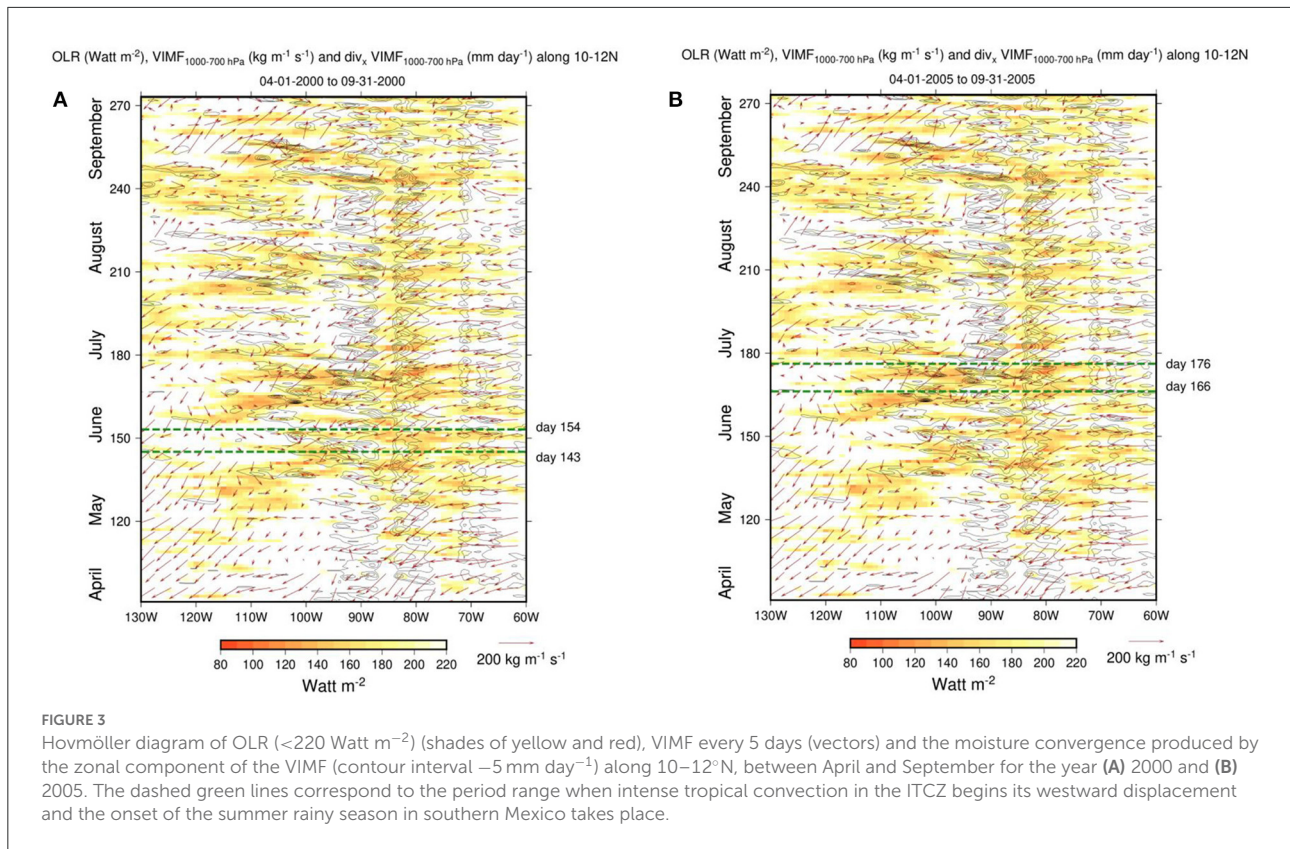 OLR (Watt m⁻²), VIMF₁₀₀₀₋₇₀₀ ₕPₐ (kg m⁻¹ s⁻¹) and divₓ VIMF₁₀₀₀₋₇₀₀ ₕPₐ (mm day⁻¹) along 10-12N
04-01-2000 to 09-31-2000
A
September
August
July
June
May
April
270
240
210
180
150
120
day 154
day 143
130W 120W 110W 100W 90W 80W 70W 60W
80 100 120 140 160 180 200 220
200 kg m⁻¹ s⁻¹
Watt m⁻²
OLR (Watt m⁻²), VIMF₁₀₀₀₋₇₀₀ ₕPₐ (kg m⁻¹ s⁻¹) and divₓ VIMF₁₀₀₀₋₇₀₀ ₕPₐ (mm day⁻¹) along 10-12N
04-01-2005 to 09-31-2005
B
September
August
July
June
May
April
270
240
210
180
150
120
day 176
day 166
130W 120W 110W 100W 90W 80W 70W 60W
80 100 120 140 160 180 200 220
200 kg m⁻¹ s⁻¹
Watt m⁻²
FIGURE 3
Hovmöller diagram of OLR (<220 Watt m⁻²) (shades of yellow and red), VIMF every 5 days (vectors) and the moisture convergence produced by
the zonal component of the VIMF (contour interval −5 mm day⁻¹) along 10–12°N, between April and September for the year (A) 2000 and (B)
2005. The dashed green lines correspond to the period range when intense tropical convection in the ITCZ begins its westward displacement
and the onset of the summer rainy season in southern Mexico takes place.